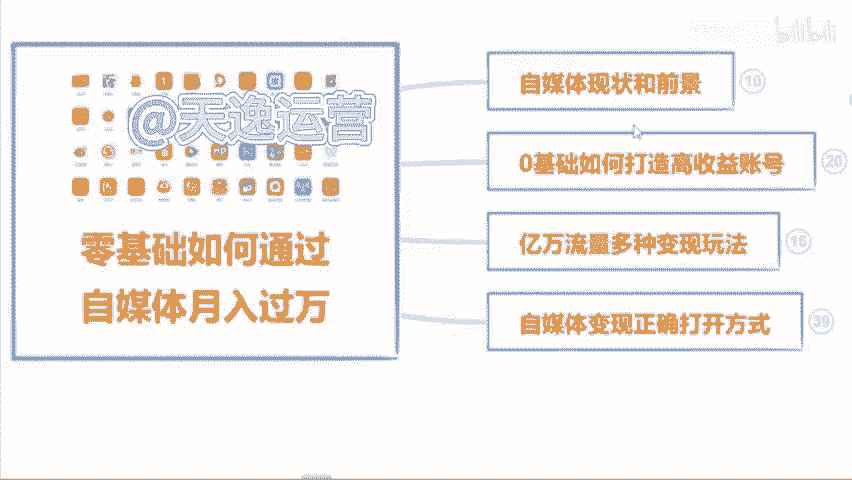 bilibili
@天逸运营
零基础如何通过
自媒体月入过万
自媒体现状和前景
10
0基础如何打造高收益账号
20
亿万流量多种变现玩法
16
自媒体变现正确打开方式
39